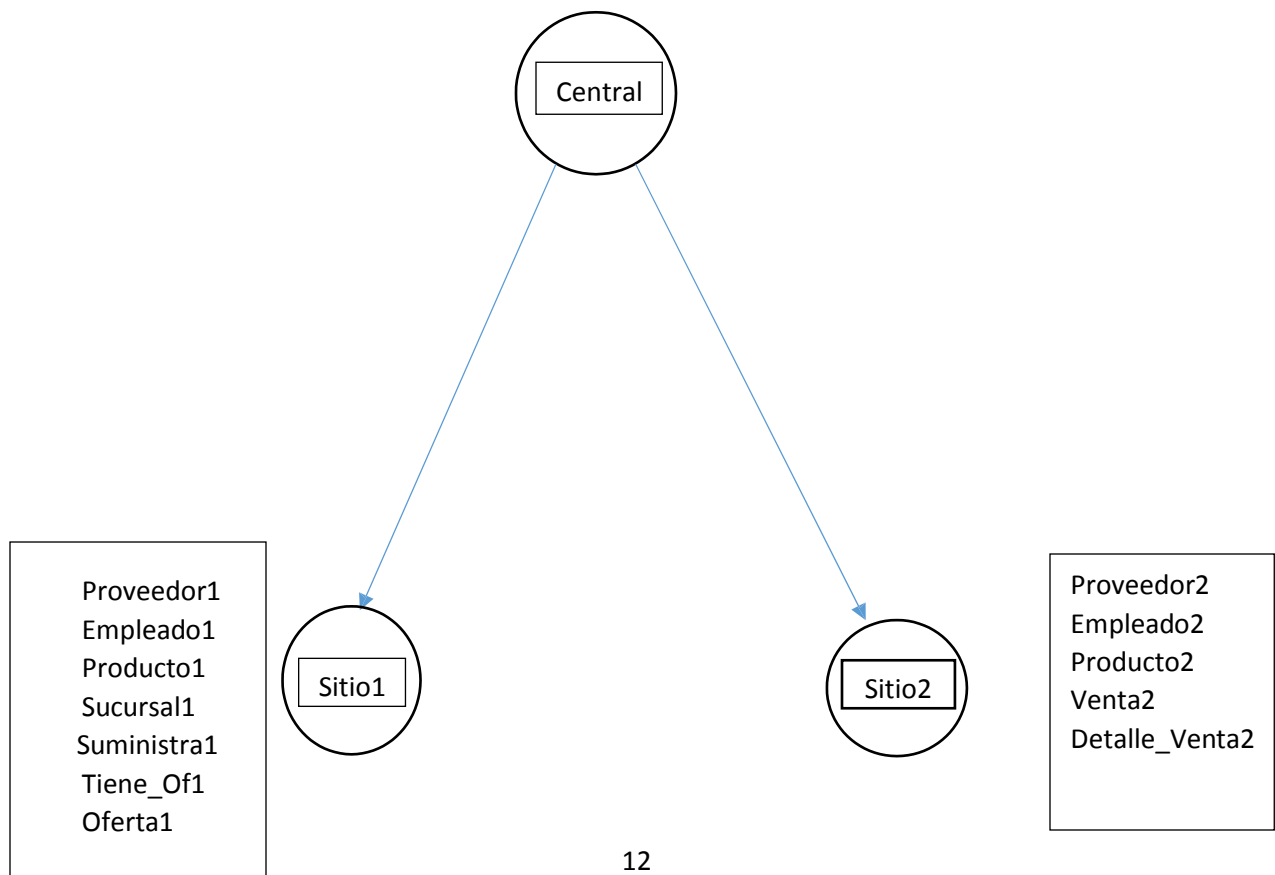 Central
Proveedor1
Empleado1
Producto1
Sucursal1
Suministra1
Tiene_Of1
Oferta1
Sitio1
Sitio2
Proveedor2
Empleado2
Producto2
Venta2
Detalle_Venta2
12